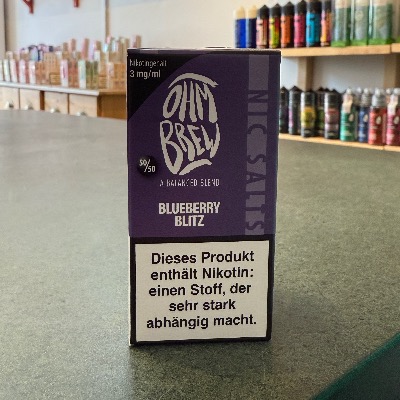 Nikotingehalt
3 mg/ml
OHM
BREW
50/50
A BALANCED BLEND
NIC SALTS
BLUEBERRY
BLITZ
Dieses Produkt
enthält Nikotin:
einen Stoff, der
sehr stark
abhängig macht.